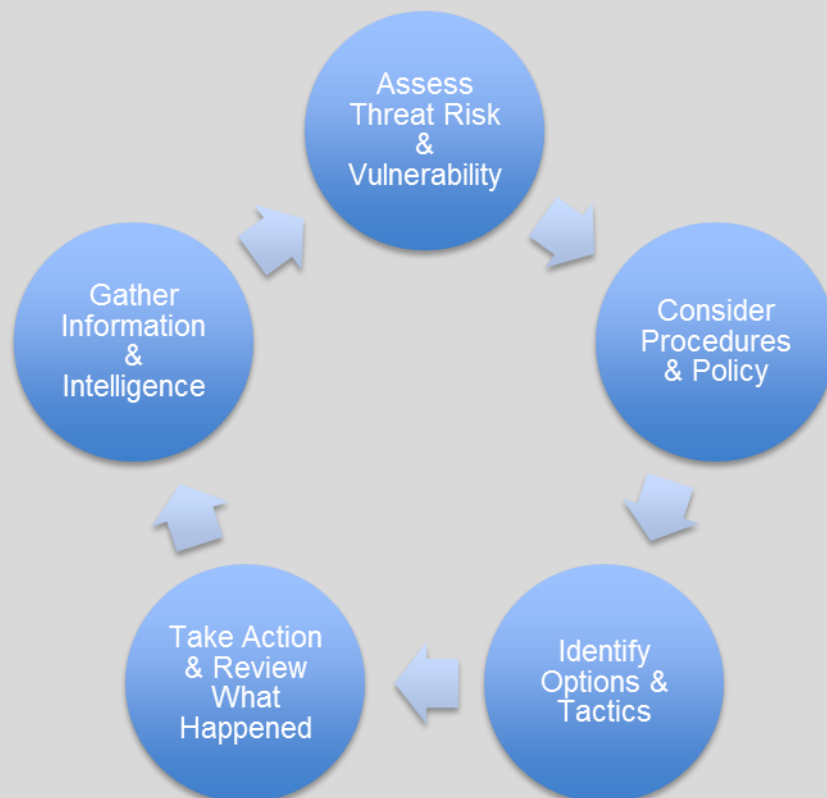 Assess
Threat Risk
&
Vulnerability
Consider
Procedures
& Policy
Identify
Options &
Tactics
Take Action
& Review
What
Happened
Gather
Information
&
Intelligence